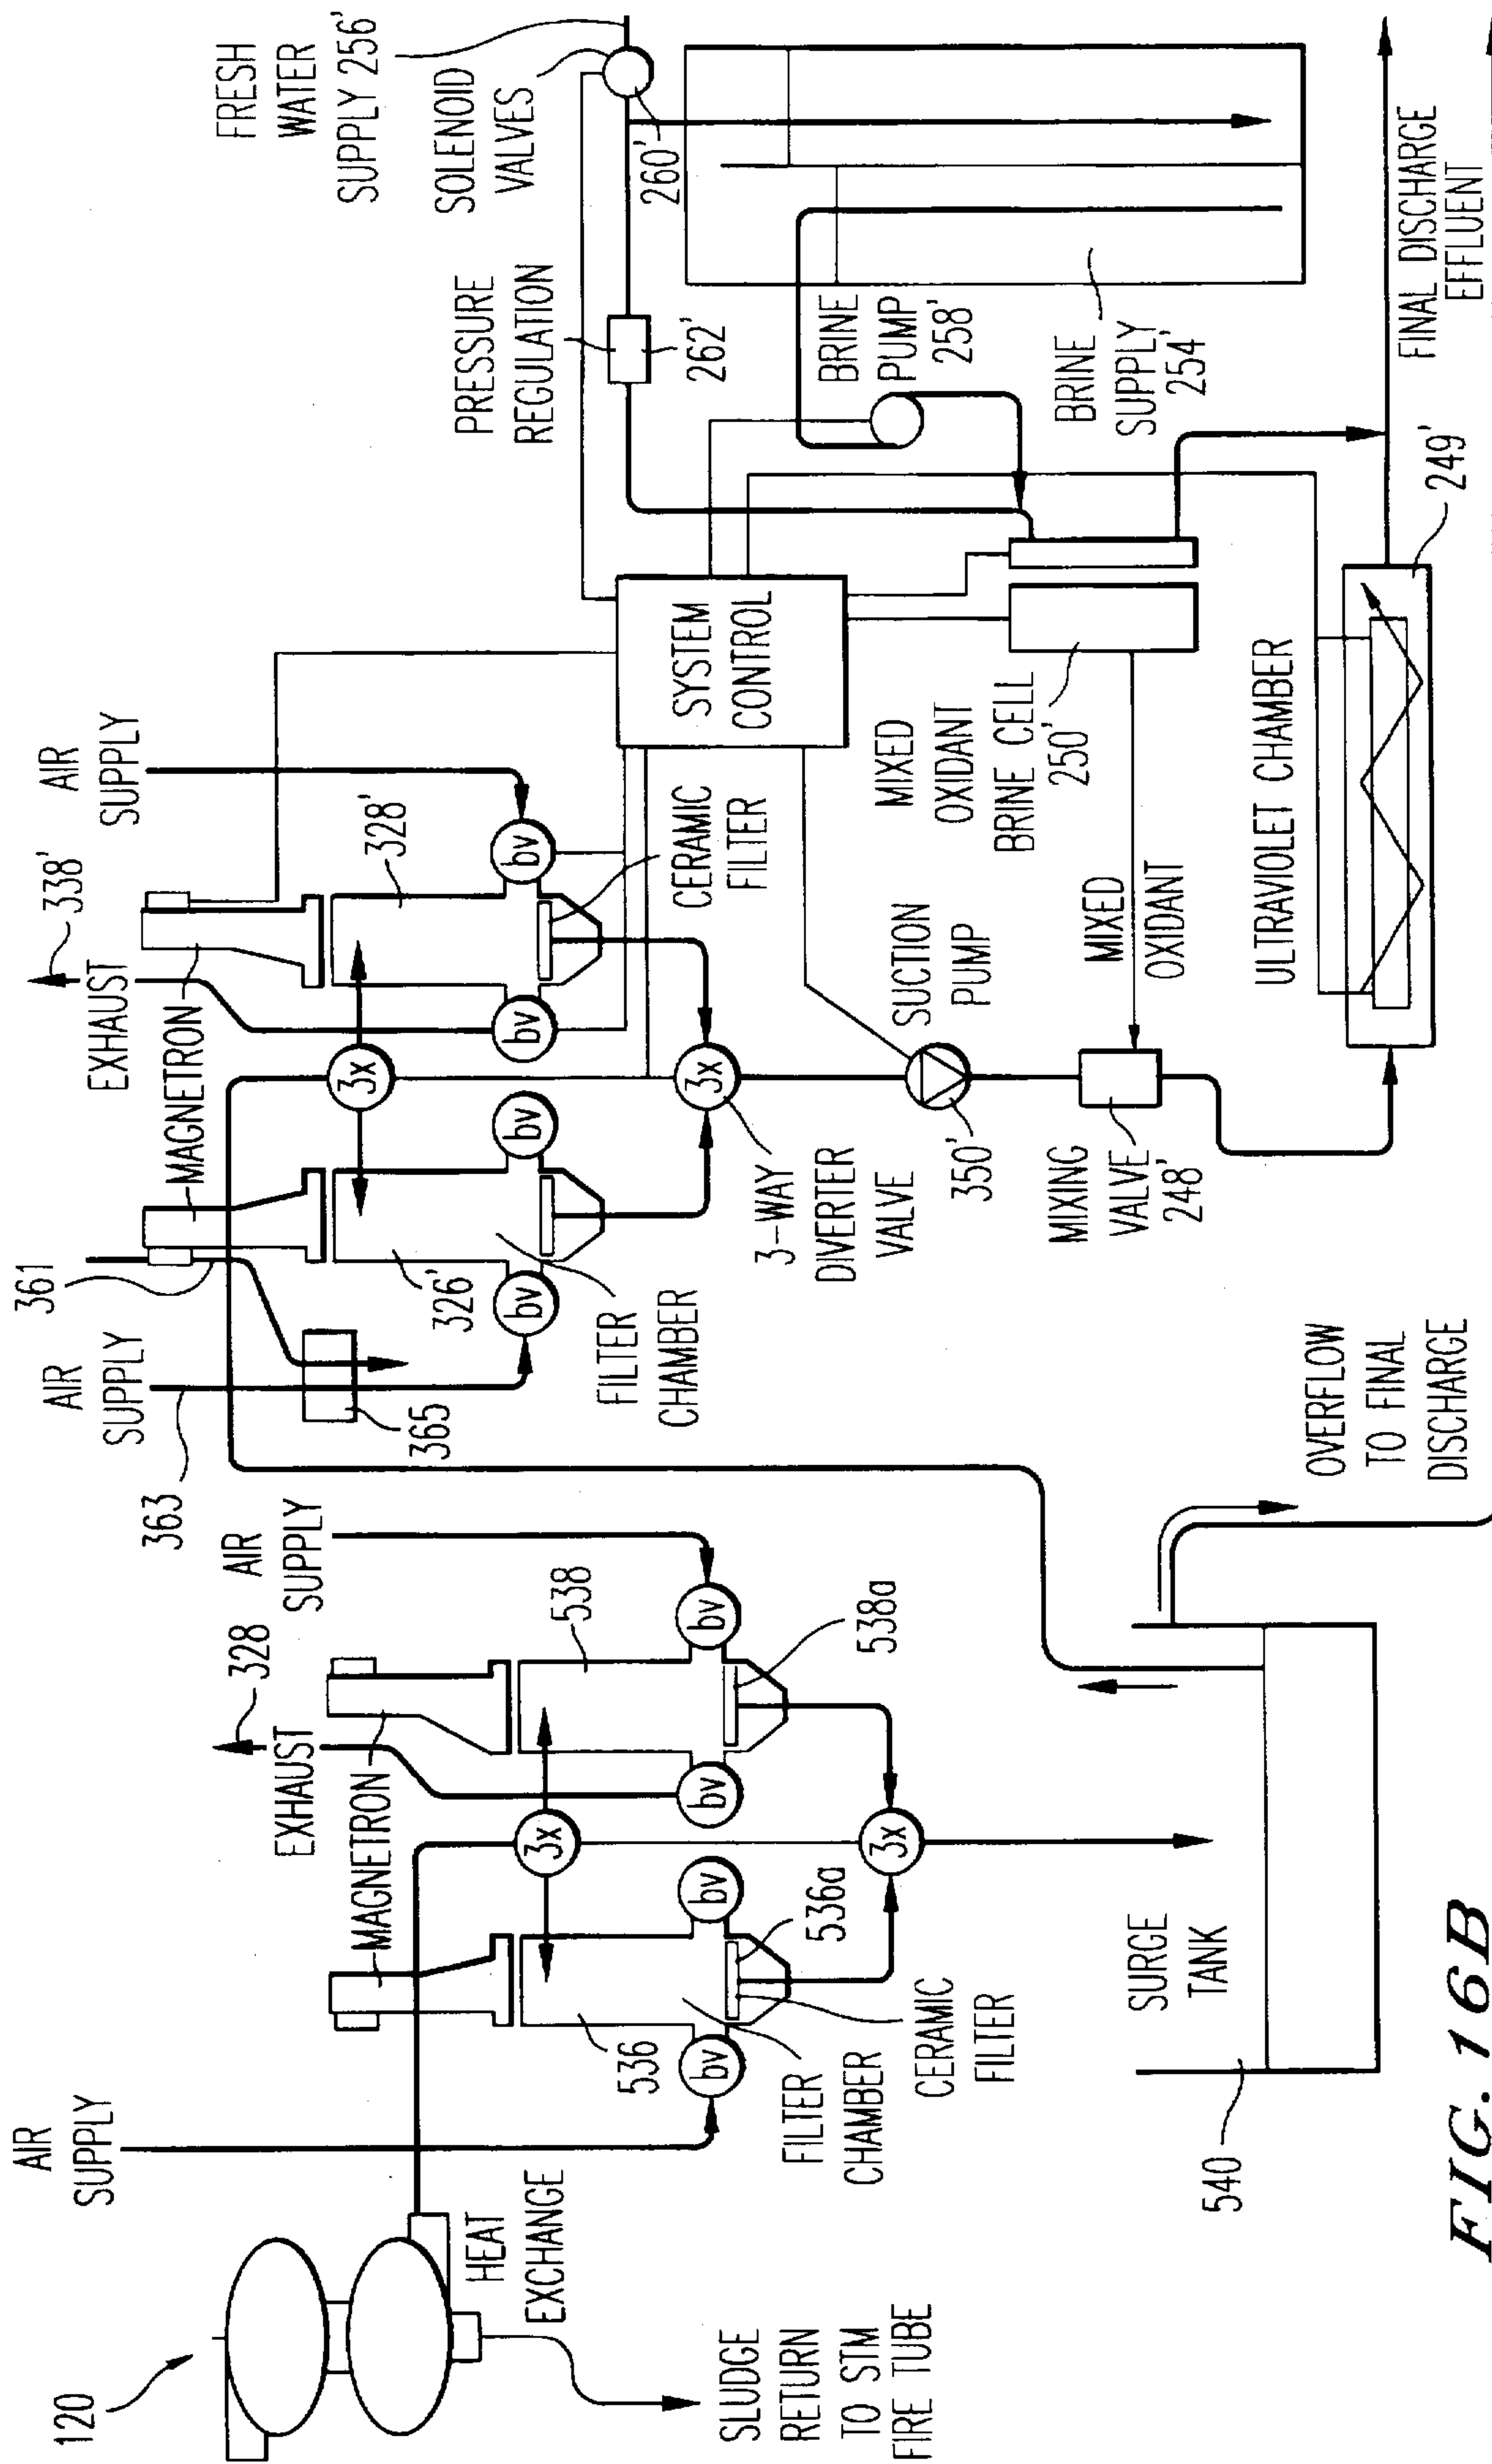 120
SLUDGE
RETURN
TO STM
FIRE TUBE
HEAT
EXCHANGE
AIR
SUPPLY
MAGNETRON
EXHAUST
328
AIR
SUPPLY
536
538
3x
bv
bv
bv
bv
536a
538a
FILTER
CHAMBER
CERAMIC
FILTER
3x
SURGE
TANK
540
OVERFLOW
TO FINAL
DISCHARGE
363
AIR
SUPPLY
361
365
MAGNETRON
EXHAUST
338'
AIR
SUPPLY
326'
328'
3x
bv
bv
bv
bv
FILTER
CHAMBER
CERAMIC
FILTER
3x
3-WAY
DIVERTER
VALVE
SUCTION
PUMP
350'
MIXING
VALVE
248'
MIXED
OXIDANT
SYSTEM
CONTROL
MIXED
OXIDANT
BRINE CELL
250'
ULTRAVIOLET CHAMBER
249'
FINAL DISCHARGE
EFFLUENT
PRESSURE
REGULATION
262'
BRINE
PUMP
258'
BRINE
SUPPLY
254'
FRESH
WATER
SUPPLY 256'
SOLENOID
VALVES
260'
FIG. 16B